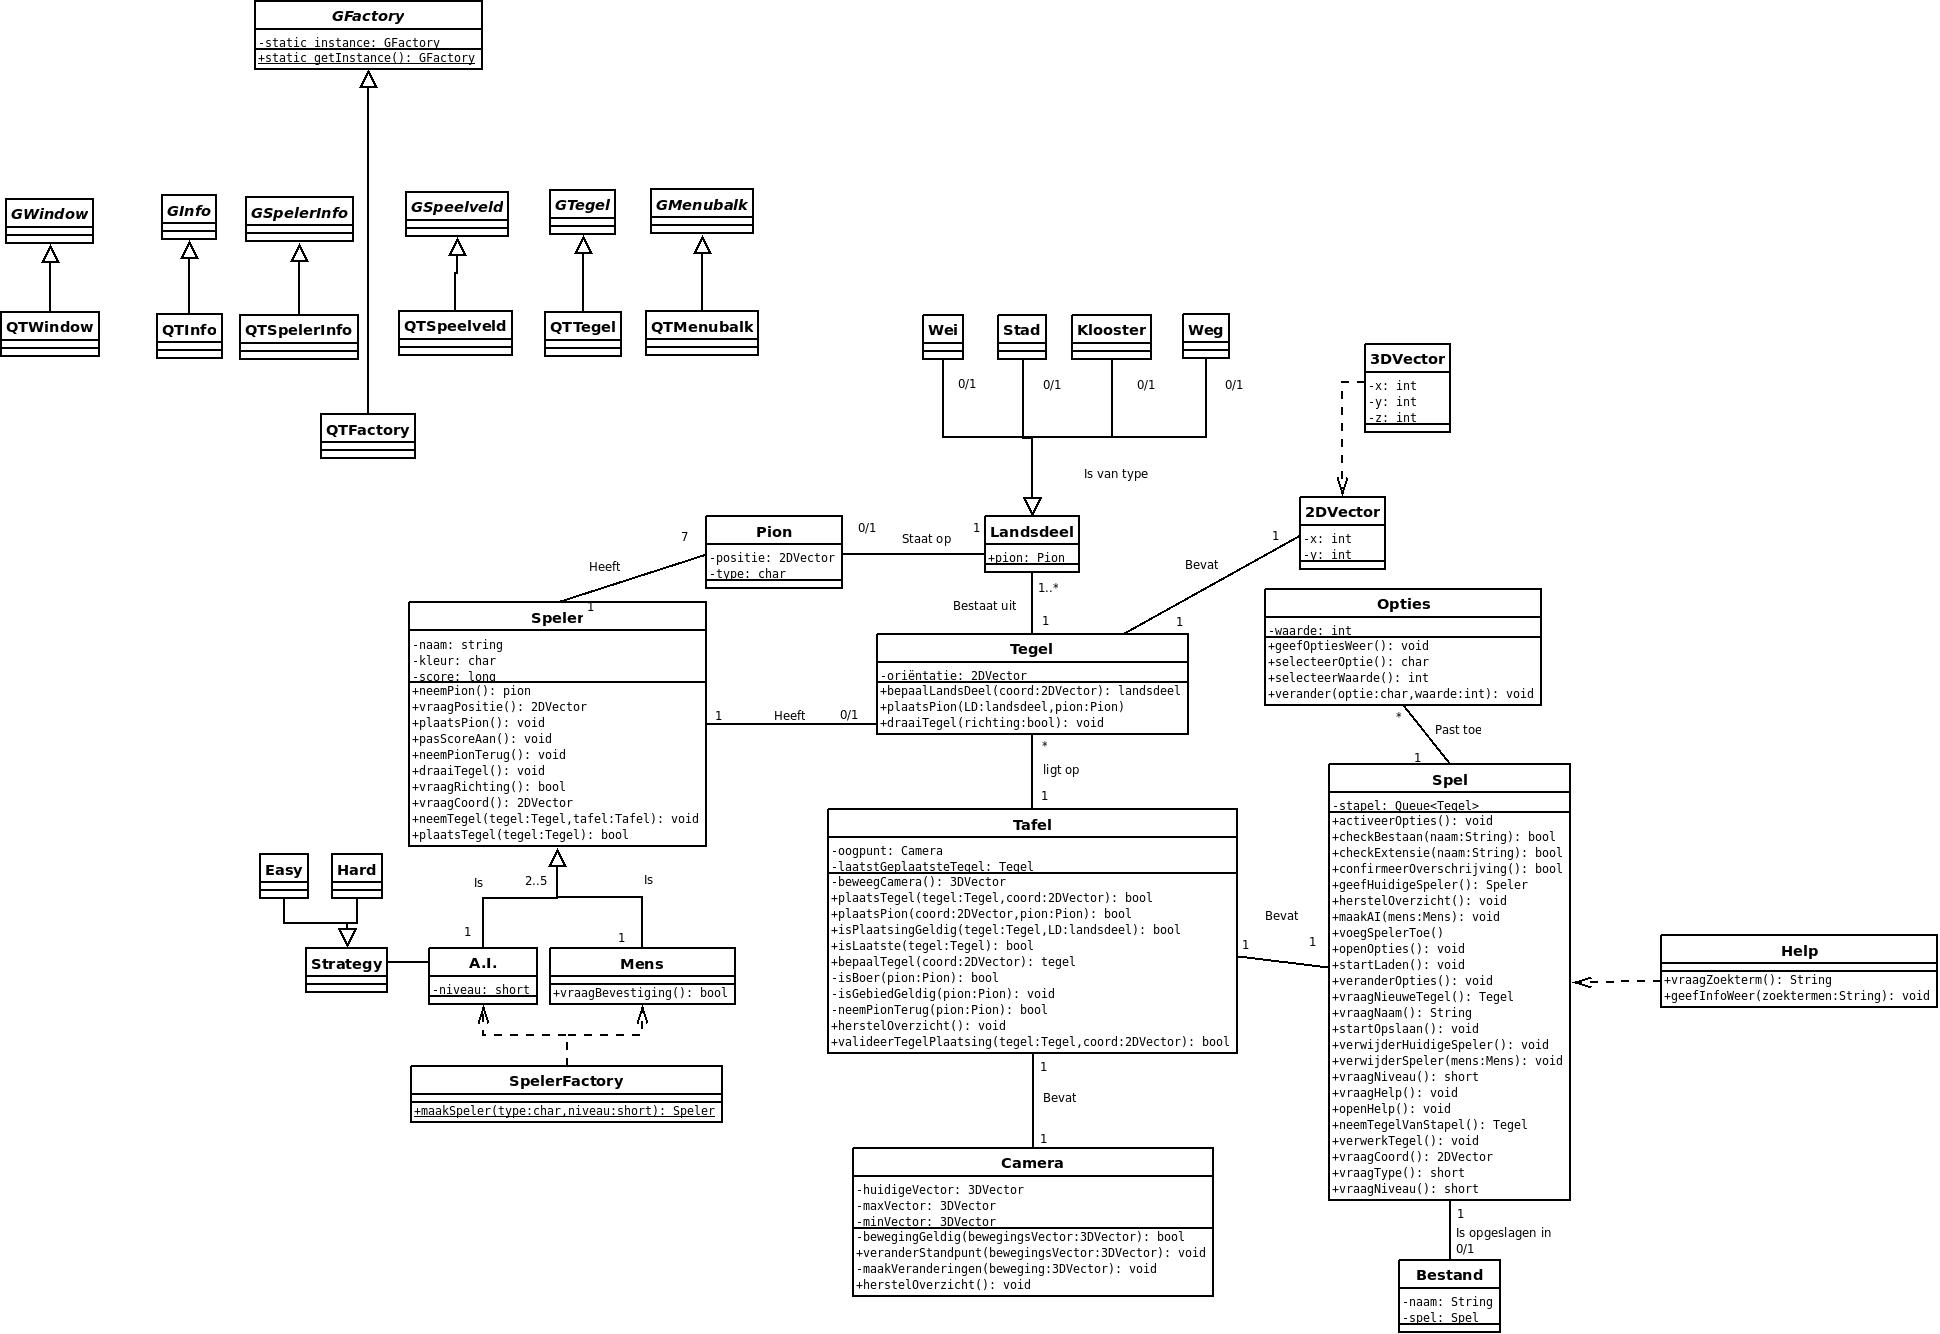 GFactory
-static instance: GFactory
+static getInstance(): GFactory
GWindow
GInfo
GSpelerInfo
GSpeelveld
GTegel
GMenubalk
QTWindow
QTInfo
QTSpelerInfo
QTSpeelveld
QTTegel
QTMenubalk
QTFactory
Wei
Stad
Klooster
Weg
0/1
0/1
0/1
0/1
Is van type
3DVector
-x: int
-y: int
-z: int
2DVector
-x: int
-y: int
Pion
-positie: 2DVector
-type: char
0/1
Staat op
1
Landsdeel
+pion: Pion
7
Heeft
1
1..*
Bestaat uit
1
1
Bevat
1
Opties
-waarde: int
+geefOptiesWeer(): void
+selecteerOptie(): char
+selecteerWaarde(): int
+verander(optie:char,waarde:int): void
Speler
-naam: string
-kleur: char
-score: long
+neemPion(): pion
+vraagPositie(): 2DVector
+plaatsPion(): void
+pasScoreAan(): void
+neemPionTerug(): void
+draaiTegel(): void
+vraagRichting(): bool
+vraagCoord(): 2DVector
+neemTegel(tegel:Tegel,tafel:Tafel): void
+plaatsTegel(tegel:Tegel): bool
1
Heeft
0/1
Tegel
-oriëntatie: 2DVector
+bepaalLandsDeel(coord:2DVector): landsdeel
+plaatsPion(LD:landsdeel,pion:Pion)
+draaiTegel(richting:bool): void
*
ligt op
1
*
Past toe
1
Tafel
-oogpunt: Camera
-laatstGeplaatsteTegel: Tegel
-beweegCamera(): 3DVector
+plaatsTegel(tegel:Tegel,coord:2DVector): bool
+plaatsPion(coord:2DVector,pion:Pion): bool
+isPlaatsingGeldig(tegel:Tegel,LD:landsdeel): bool
+isLaatste(tegel:Tegel): bool
+bepaalTegel(coord:2DVector): tegel
-isBoer(pion:Pion): bool
-isGebiedGeldig(pion:Pion): void
-neemPionTerug(pion:Pion): bool
+herstelOverzicht(): void
+valideerTegelPlaatsing(tegel:Tegel,coord:2DVector): bool
Bevat
1
1
Spel
-stapel: Queue<Tegel>
+activeerOpties(): void
+checkBestaan(naam:String): bool
+checkExtensie(naam:String): bool
+confirmeerOverschrijving(): bool
+geefHuidigeSpeler(): Speler
+herstelOverzicht(): void
+maakAI(mens:Mens): void
+voegSpelerToe()
+openOpties(): void
+startLaden(): void
+veranderOpties(): void
+vraagNieuweTegel(): Tegel
+vraagNaam(): String
+startOpslaan(): void
+verwijderHuidigeSpeler(): void
+verwijderSpeler(mens:Mens): void
+vraagNiveau(): short
+vraagHelp(): void
+openHelp(): void
+neemTegelVanStapel(): Tegel
+verwerkTegel(): void
+vraagCoord(): 2DVector
+vraagType(): short
+vraagNiveau(): short
Help
+vraagZoekterm(): String
+geefInfoWeer(zoektermen:String): void
Easy
Hard
Is
2..5
Is
1
1
Strategy
A.I.
-niveau: short
Mens
+vraagBevestiging(): bool
SpelerFactory
+maakSpeler(type:char,niveau:short): Speler
1
Bevat
1
Camera
-huidigeVector: 3DVector
-maxVector: 3DVector
-minVector: 3DVector
-bewegingGeldig(bewegingsVector:3DVector): bool
+veranderStandpunt(bewegingsVector:3DVector): void
-maakVeranderingen(beweging:3DVector): void
+herstelOverzicht(): void
1
Is opgeslagen in
0/1
Bestand
-naam: String
-spel: Spel